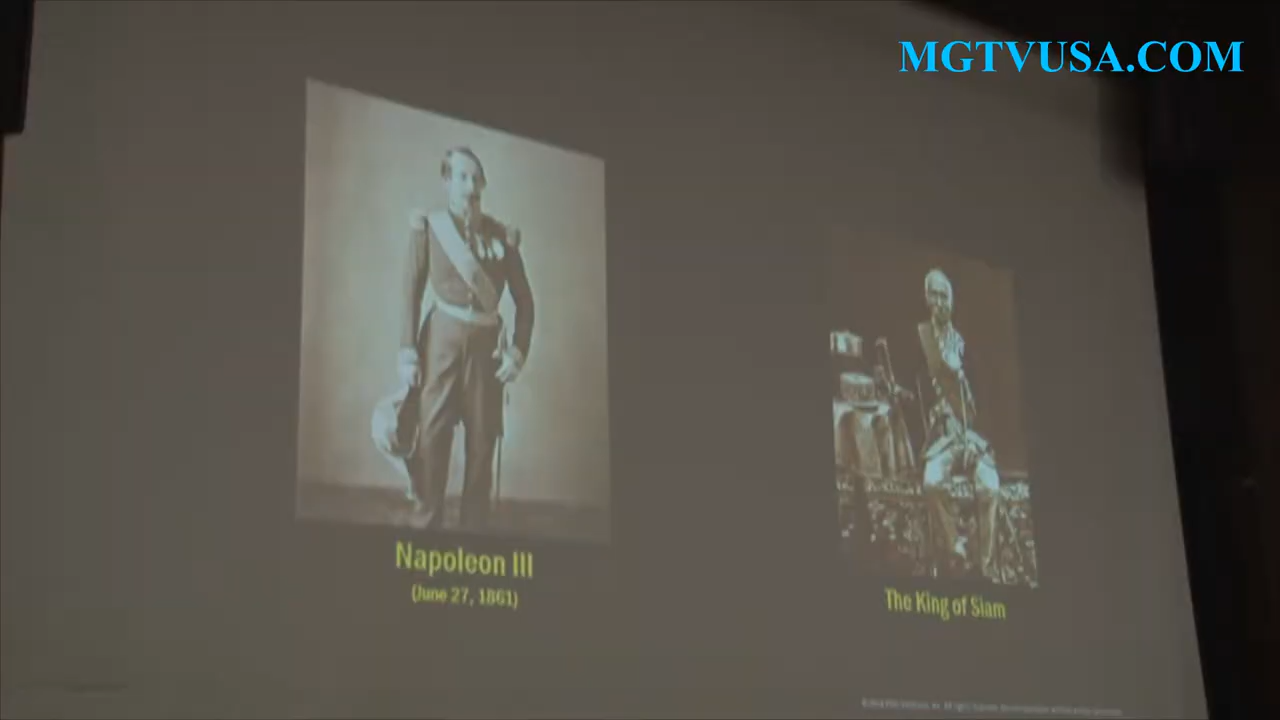 MGTVUSA.COM
Napoleon III
(June 27, 1861)
The King of Siam